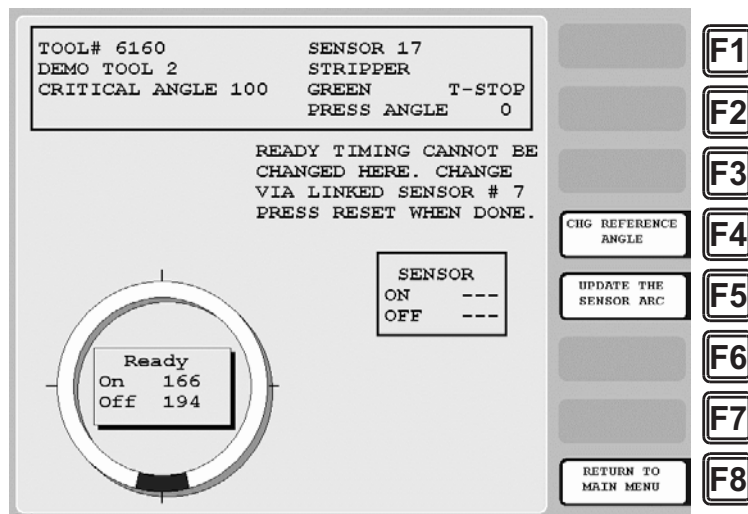 TOOL# 6160
DEMO TOOL 2
CRITICAL ANGLE 100
SENSOR 17
STRIPPER
GREEN T-STOP
PRESS ANGLE 0
READY TIMING CANNOT BE
CHANGED HERE. CHANGE
VIA LINKED SENSOR # 7
PRESS RESET WHEN DONE.
SENSOR
ON ---
OFF ---
Ready
On 166
Off 194
F1
F2
F3
CHG REFERENCE
ANGLE
F4
UPDATE THE
SENSOR ARC
F5
F6
F7
RETURN TO
MAIN MENU
F8